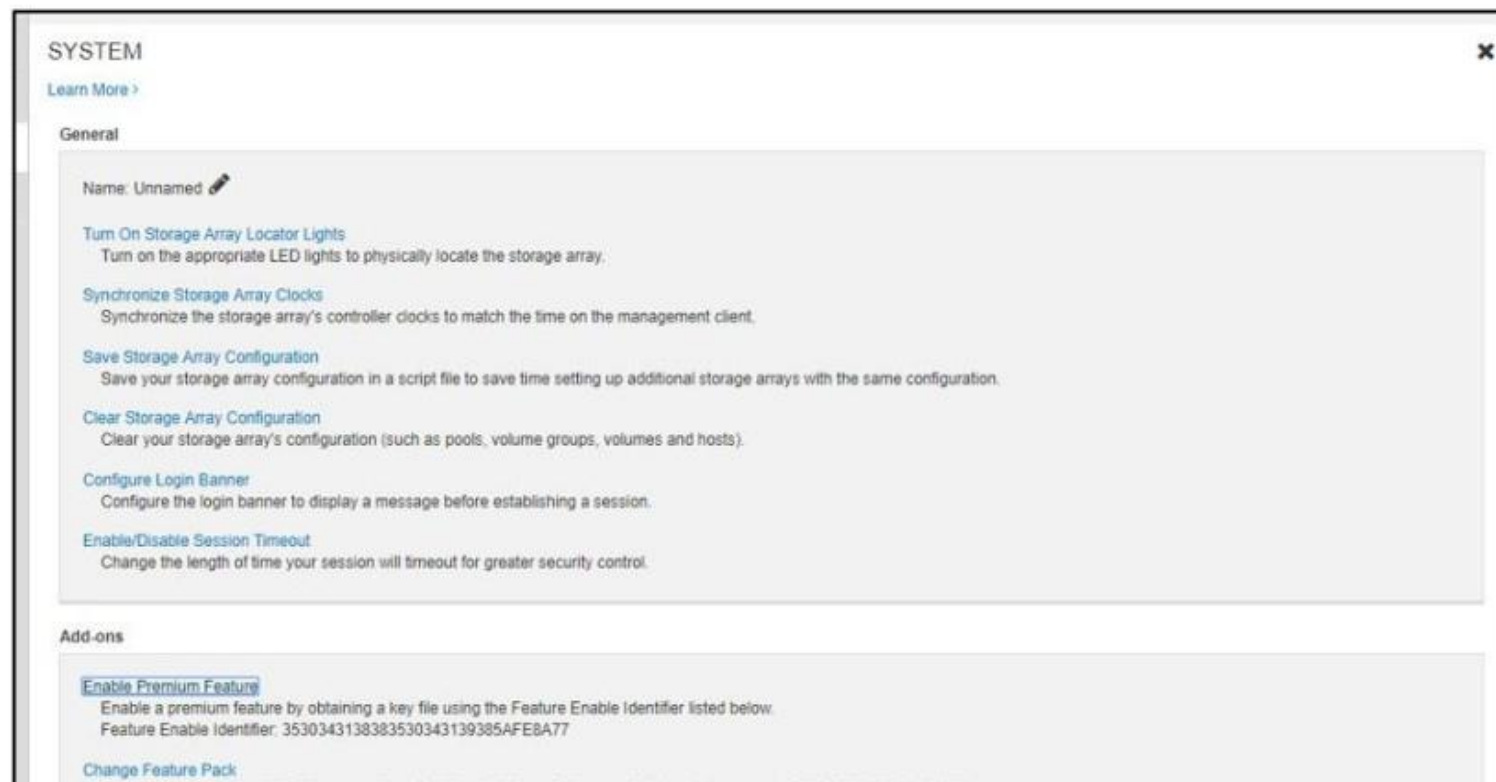 SYSTEM
Learn More >
General
Name: Unnamed
Turn On Storage Array Locator Lights
Turn on the appropriate LED lights to physically locate the storage array.
Synchronize Storage Array Clocks
Synchronize the storage array's controller clocks to match the time on the management client.
Save Storage Array Configuration
Save your storage array configuration in a script file to save time setting up additional storage arrays with the same configuration.
Clear Storage Array Configuration
Clear your storage array's configuration (such as pools, volume groups, volumes and hosts).
Configure Login Banner
Configure the login banner to display a message before establishing a session.
Enable/Disable Session Timeout
Change the length of time your session will timeout for greater security control.
Add-ons
Enable Premium Feature
Enable a premium feature by obtaining a key file using the Feature Enable Identifier listed below.
Feature Enable Identifier: 3530343138383530343139385AFE8A77
Change Feature Pack